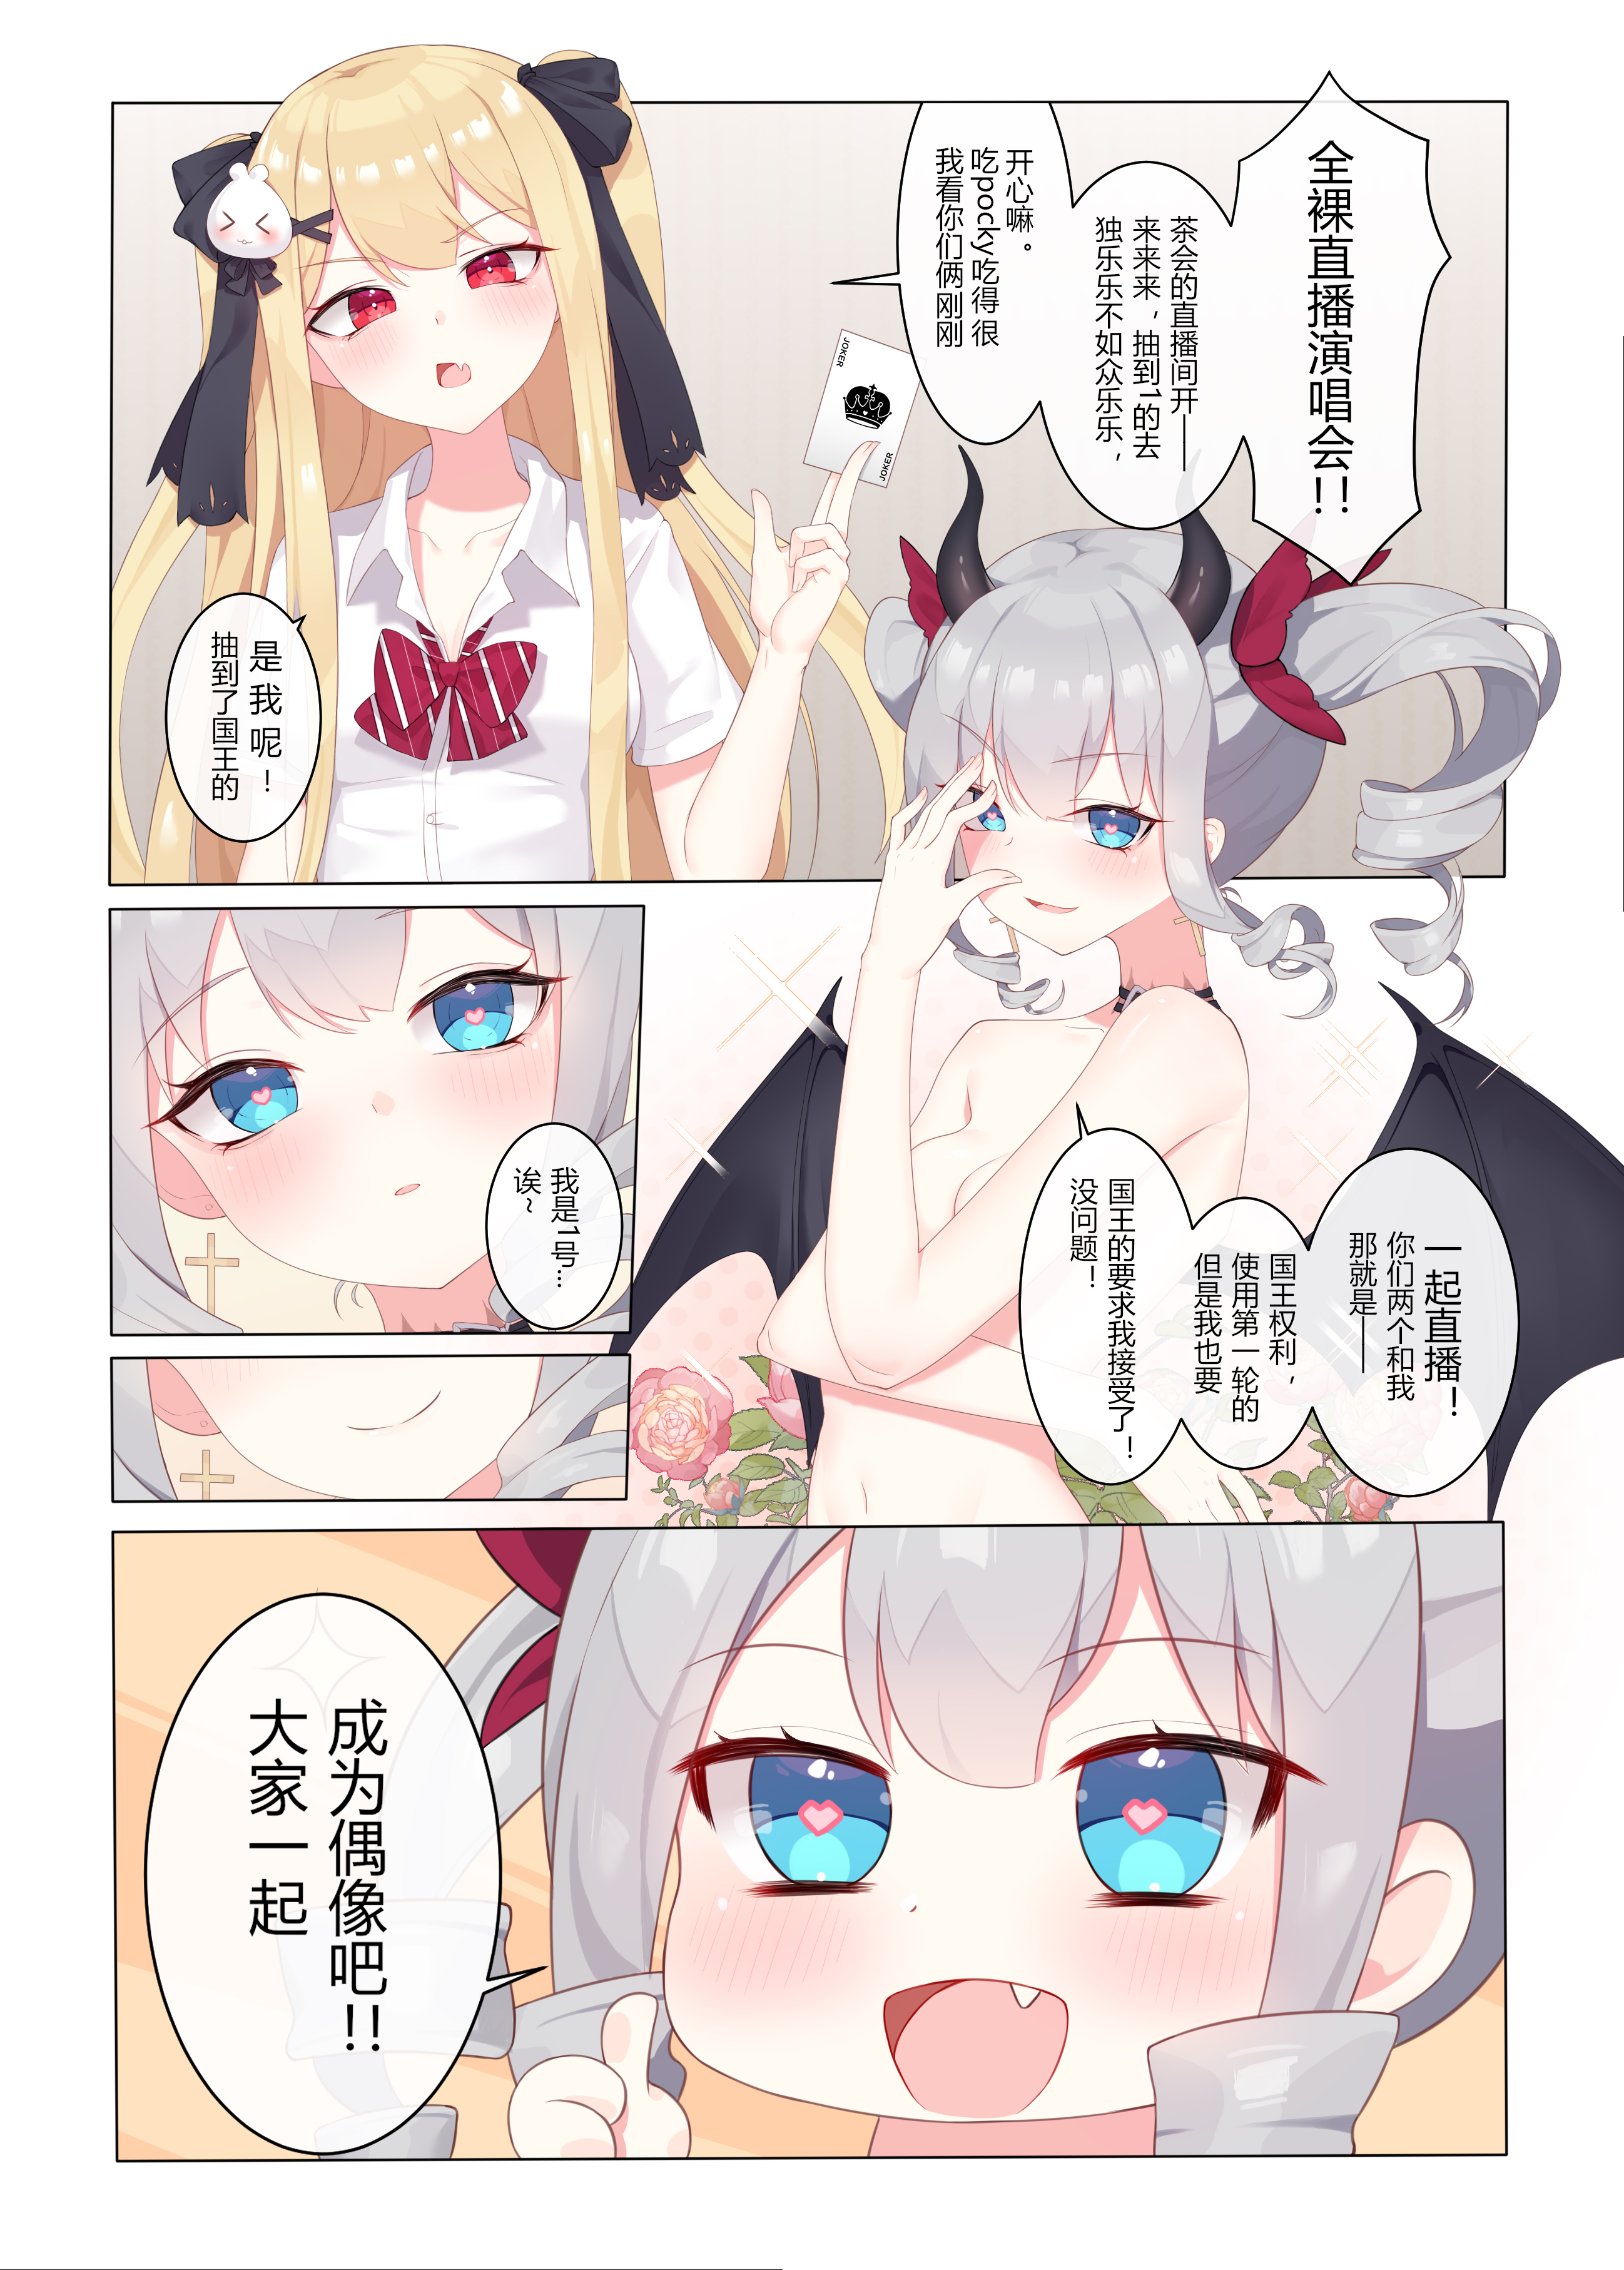 抽到了国王的
是我呢！
JOKER
JOKER
我看你们俩刚刚
吃pocky吃得很
开心嘛。
独乐乐不如众乐乐，
来来来，抽到1的去
茶会的直播间开——
全裸直播演唱会！！
诶~
我是1号…
没问题！
国王的要求我接受了！
但是我也要
使用第一轮的
国王权利，
那就是——
你们两个和我
一起直播！
大家一起
成为偶像吧！！